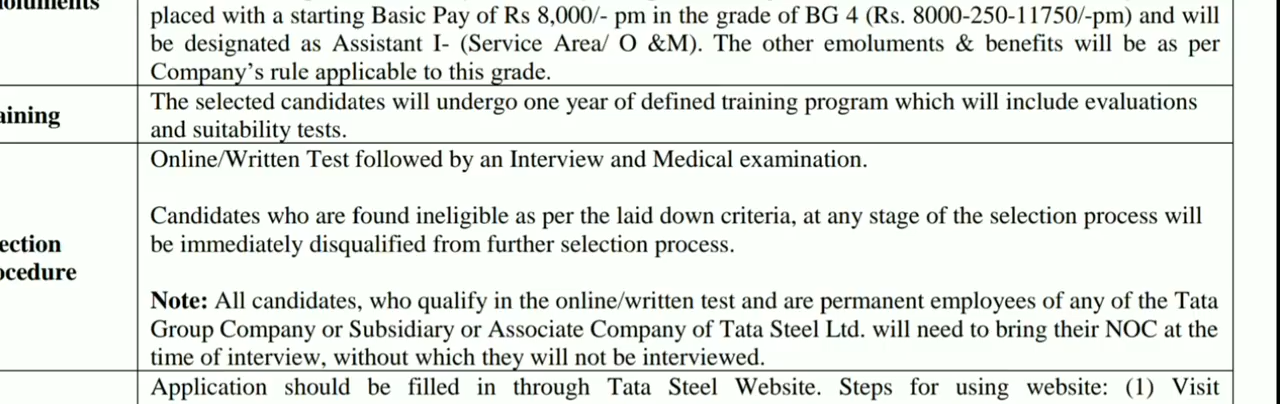 placed with a starting Basic Pay of Rs 8,000/- pm in the grade of BG 4 (Rs. 8000-250-11750/-pm) and will
be designated as Assistant I- (Service Area/ O &M). The other emoluments & benefits will be as per
Company's rule applicable to this grade.
aining
The selected candidates will undergo one year of defined training program which will include evaluations
and suitability tests.
Online/Written Test followed by an Interview and Medical examination.
Candidates who are found ineligible as per the laid down criteria, at any stage of the selection process will
be immediately disqualified from further selection process.
ection
ocedure
Note: All candidates, who qualify in the online/written test and are permanent employees of any of the Tata
Group Company or Subsidiary or Associate Company of Tata Steel Ltd. will need to bring their NOC at the
time of interview, without which they will not be interviewed.
Application should be filled in through Tata Steel Website. Steps for using website: (1) Visit